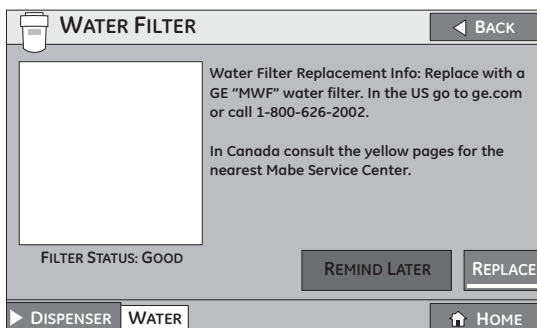 WATER FILTER
BACK
Water Filter Replacement Info: Replace with a
GE “MWF” water filter. In the US go to ge.com
or call 1-800-626-2002.
In Canada consult the yellow pages for the
nearest Mabe Service Center.
FILTER STATUS: GOOD
REMIND LATER
REPLACE
DISPENSER
WATER
HOME